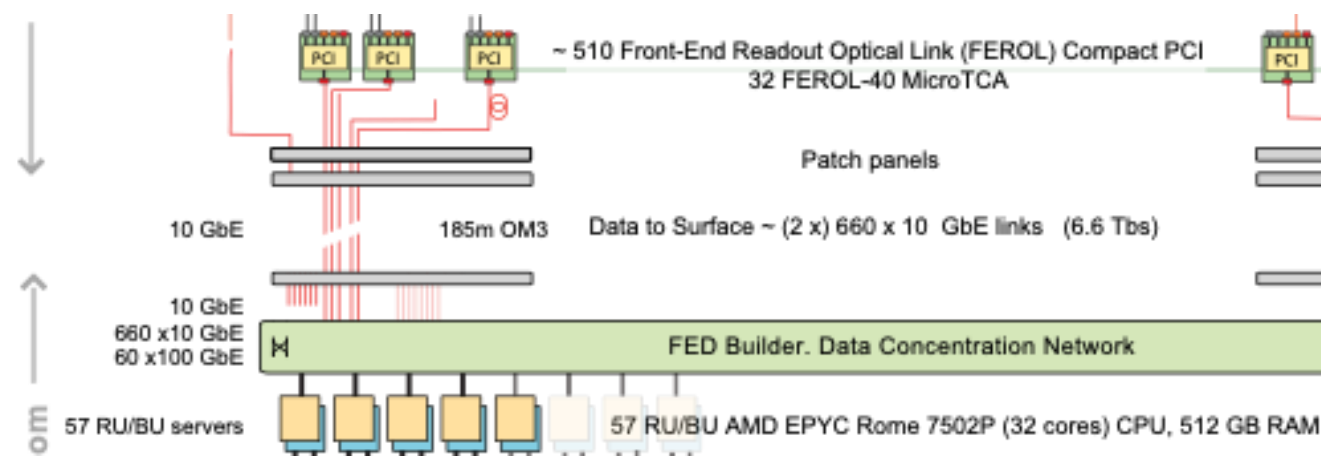 PCI PCI PCI ~ 510 Front-End Readout Optical Link (FEROL) Compact PCI PCI
32 FEROL-40 MicroTCA
Patch panels
10 GbE 185m OM3 Data to Surface ~ (2 x) 660 x 10 GbE links (6.6 Tbs)
10 GbE
660 x10 GbE
60 x100 GbE
FED Builder. Data Concentration Network
om
57 RU/BU servers 57 RU/BU AMD EPYC Rome 7502P (32 cores) CPU, 512 GB RAM